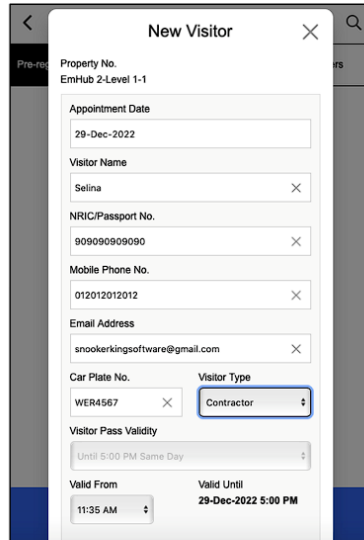 New Visitor
Pre-reg
rs
Property No.
EmHub 2-Level 1-1
Appointment Date
29-Dec-2022
Visitor Name
Selina
NRIC/Passport No.
909090909090
Mobile Phone No.
012012012012
Email Address
snookerkingsoftware@gmail.com
Car Plate No. Visitor Type
WER4567 Contractor
Visitor Pass Validity
Until 5:00 PM Same Day
Valid From Valid Until
11:35 AM 29-Dec-2022 5:00 PM